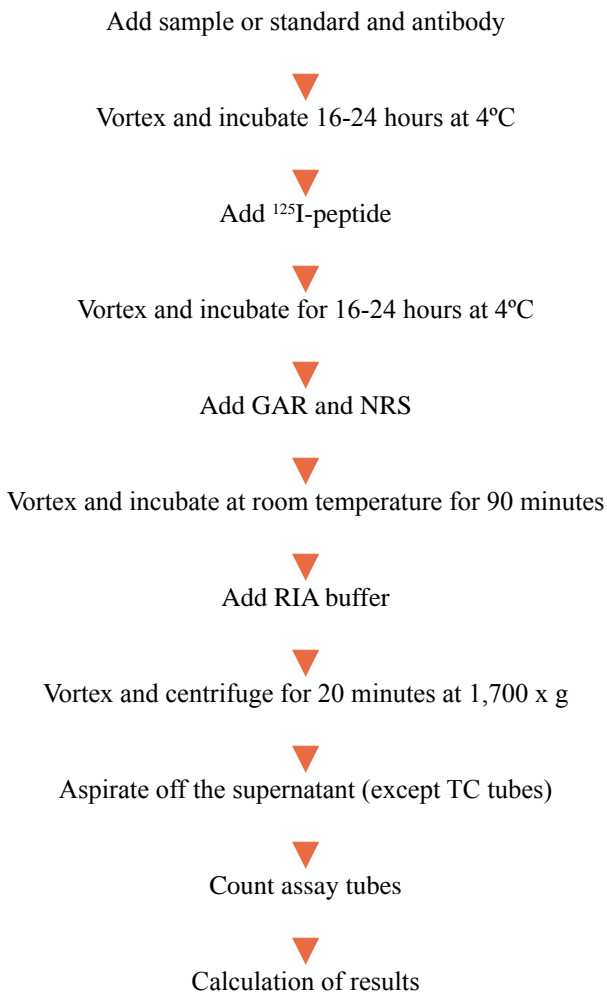 Add sample or standard and antibody
Vortex and incubate 16-24 hours at 4ºC
Add ¹²⁵I-peptide
Vortex and incubate for 16-24 hours at 4ºC
Add GAR and NRS
Vortex and incubate at room temperature for 90 minutes
Add RIA buffer
Vortex and centrifuge for 20 minutes at 1,700 x g
Aspirate off the supernatant (except TC tubes)
Count assay tubes
Calculation of results